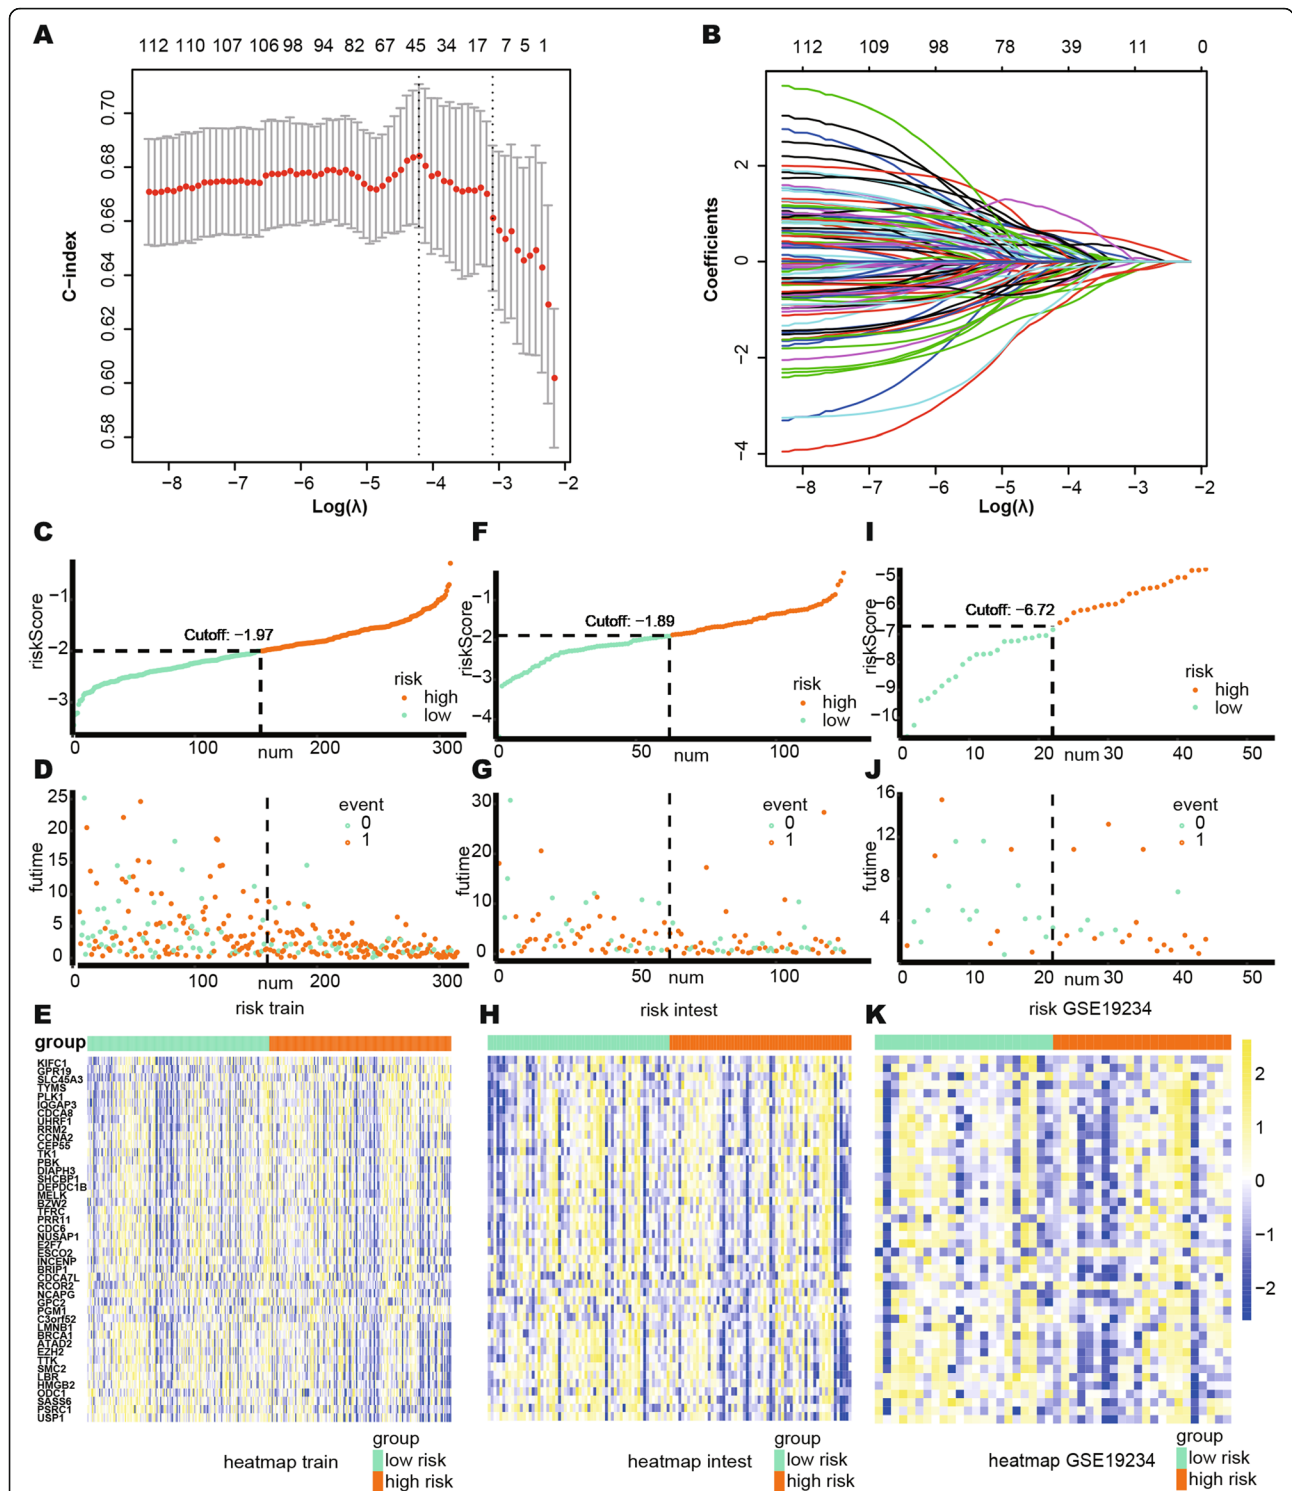 A
112 110 107 106 98 94 82 67 45 34 17 7 5 1
C-index
0.70
0.68
0.66
0.64
0.62
0.60
0.58
−8 −7 −6 −5 −4 −3 −2
Log(λ)
B
112 109 98 78 39 11 0
Coefficients
2
0
−2
−4
−8 −7 −6 −5 −4 −3 −2
Log(λ)
C
riskScore
−1
−2
−3
Cutoff: −1.97
risk
high
low
0 100 200 300
num
F
riskScore
−1
−2
−3
−4
Cutoff: −1.89
risk
high
low
0 50 100
num
I
riskScore
−5
−6
−7
−8
−9
−10
Cutoff: −6.72
risk
high
low
0 10 20 30 40 50
num
D
futime
25
20
15
10
5
0
event
0
1
0 100 200 300
num
risk train
G
futime
30
20
10
0
event
0
1
0 50 100
num
risk intest
J
futime
16
12
8
4
event
0
1
0 10 20 30 40 50
num
risk GSE19234
E
group
KIFC1
GPR19
SLC45A3
TYMS
PLK1
IQGAP3
CDCA8
UHRF1
RRM2
CCNA2
CEP55
TK1
PBK
DIAPH3
SHCBP1
DEPDC1B
MELK
BZW2
TFRC
PRR11
CDC6
NUSAP1
E2F7
ESCO2
INCENP
BRIP1
CDCA7L
RCOR2
NCAPG
GPC2
PGM1
C3orf52
LMNB1
BRCA1
ATAD2
EZH2
TTK
SMC2
LBR
HMGB2
ODC1
SASS6
PSRC1
USP1
heatmap train
group
low risk
high risk
H
heatmap intest
group
low risk
high risk
K
2
1
0
−1
−2
heatmap GSE19234
group
low risk
high risk